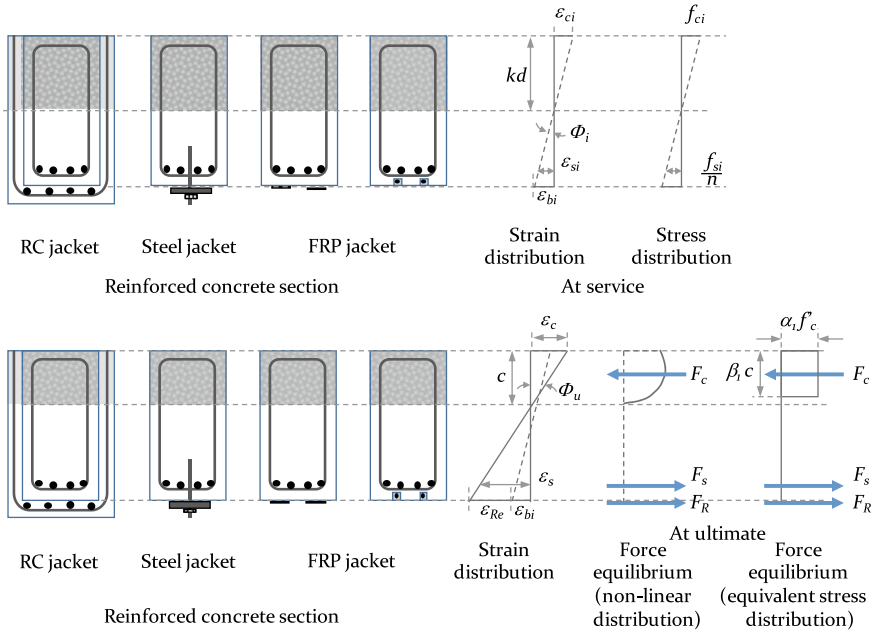 ε_ci
f_ci
kd
Φ_i
ε_si
f_si
n
ε_bi
RC jacket
Steel jacket
FRP jacket
Strain
distribution
Stress
distribution
Reinforced concrete section
At service
ε_c
α_1 f'_c
c
Φ_u
F_c
β_1 c
F_c
ε_s
F_s
F_s
ε_Re
ε_bi
F_R
F_R
At ultimate
RC jacket
Steel jacket
FRP jacket
Strain
distribution
Force
equilibrium
(non-linear
distribution)
Force
equilibrium
(equivalent stress
distribution)
Reinforced concrete section